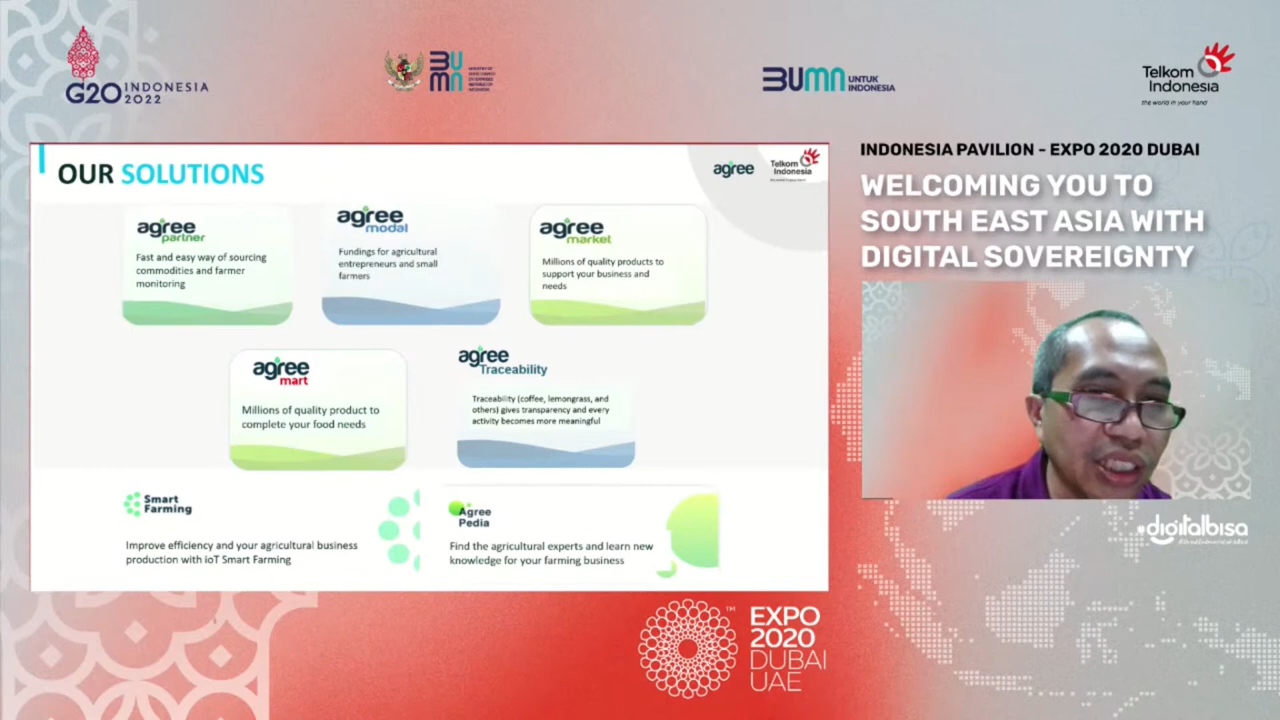 G20 INDONESIA
2022
BUMN
BUMN UNTUK
INDONESIA
Telkom
Indonesia
the world in your hand
INDONESIA PAVILION - EXPO 2020 DUBAI
WELCOMING YOU TO
SOUTH EAST ASIA WITH
DIGITAL SOVEREIGNTY
OUR SOLUTIONS
agree
Telkom
Indonesia
agree
partner
Fast and easy way of sourcing
commodities and farmer
monitoring
agree
modal
Fundings for agricultural
entrepreneurs and small
farmers
agree
market
Millions of quality products to
support your business and
needs
agree
mart
Millions of quality product to
complete your food needs
agree
Traceability
Traceability (coffee, lemongrass, and
others) gives transparency and every
activity becomes more meaningful
Smart
Farming
Improve efficiency and your agricultural business
production with ioT Smart Farming
Agree
Pedia
Find the agricultural experts and learn new
knowledge for your farming business
digitalbisa
EXPO
2020
DUBAI
UAE
TM